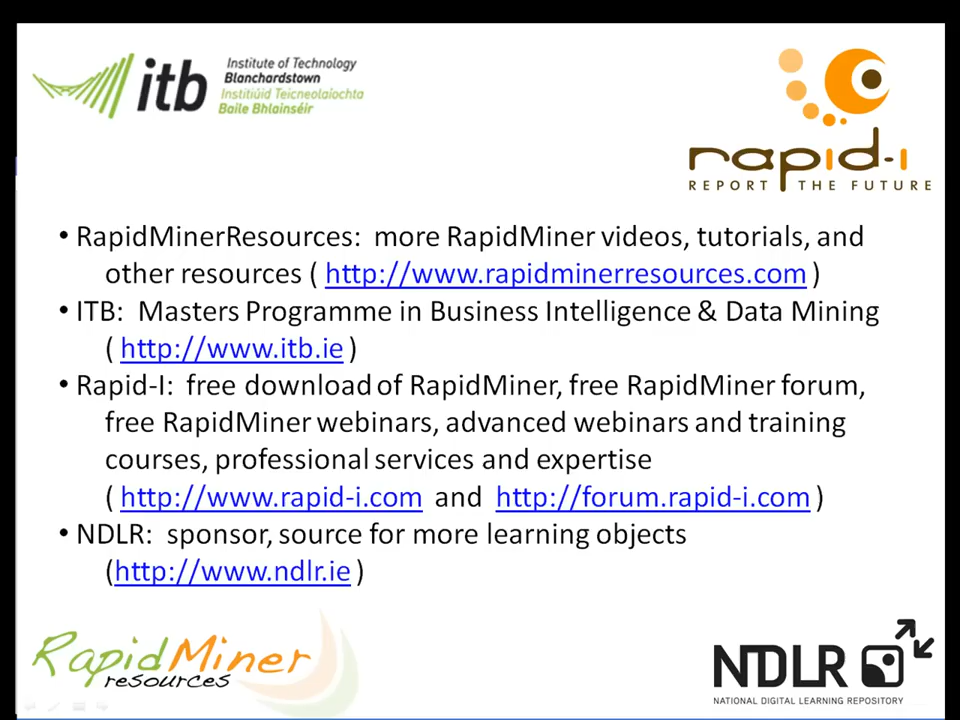 itb
Institute of Technology
Blanchardstown
Institiúid Teicneolaíochta
Baile Bhlainséir
rapid-i
REPORT THE FUTURE
• RapidMinerResources: more RapidMiner videos, tutorials, and
other resources ( http://www.rapidminerresources.com )
• ITB: Masters Programme in Business Intelligence & Data Mining
( http://www.itb.ie )
• Rapid-I: free download of RapidMiner, free RapidMiner forum,
free RapidMiner webinars, advanced webinars and training
courses, professional services and expertise
( http://www.rapid-i.com and http://forum.rapid-i.com )
• NDLR: sponsor, source for more learning objects
(http://www.ndlr.ie )
RapidMiner
resources
NDLR
NATIONAL DIGITAL LEARNING REPOSITORY